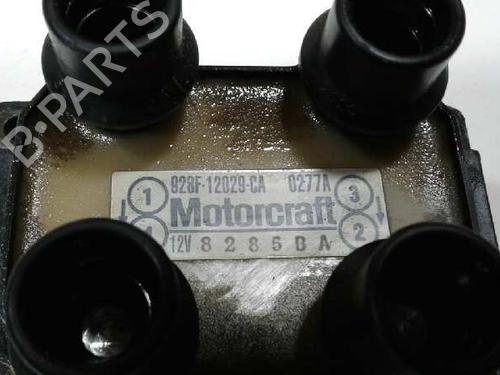 B-PARTS
928F-12029-CA 0277A
1 Motorcraft 3
4 12V 8285DA 2